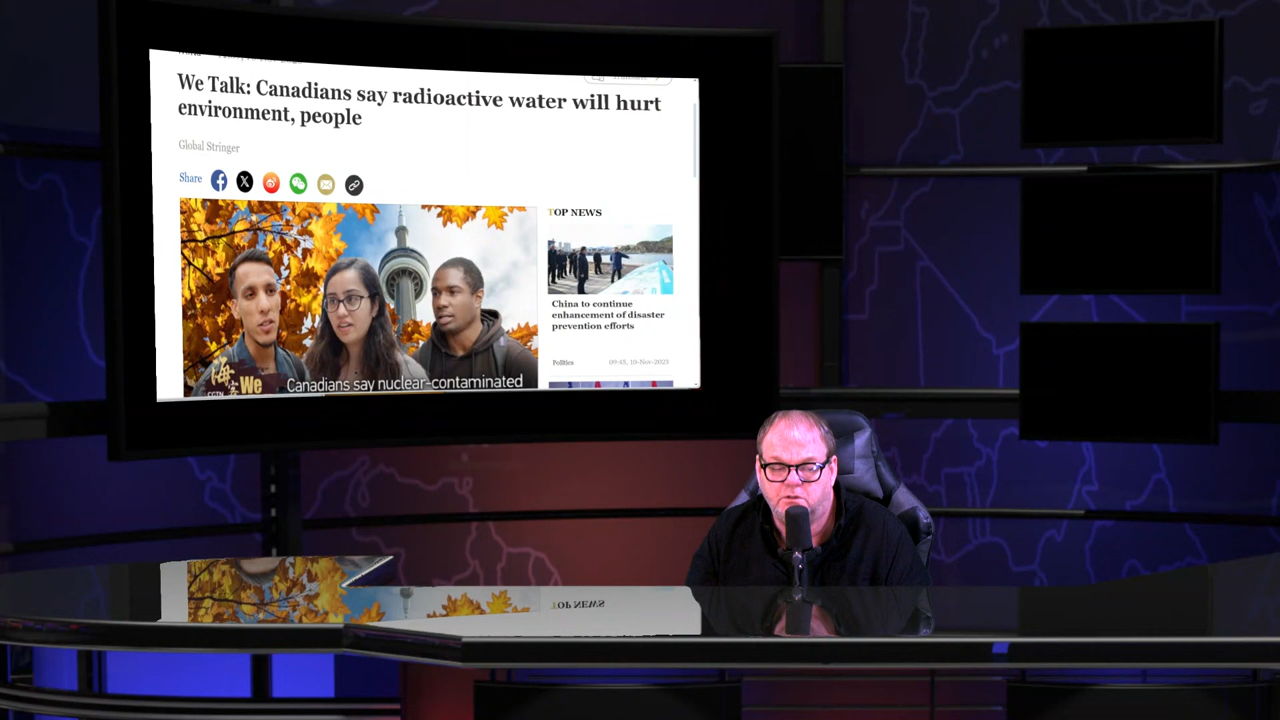 We Talk: Canadians say radioactive water will hurt
environment, people
Global Stringer
Share
TOP NEWS
China to continue
enhancement of disaster
prevention efforts
Politics 09:45, 10-Nov-2023
We
CGTN
Canadians say nuclear-contaminated
TOP NEWS